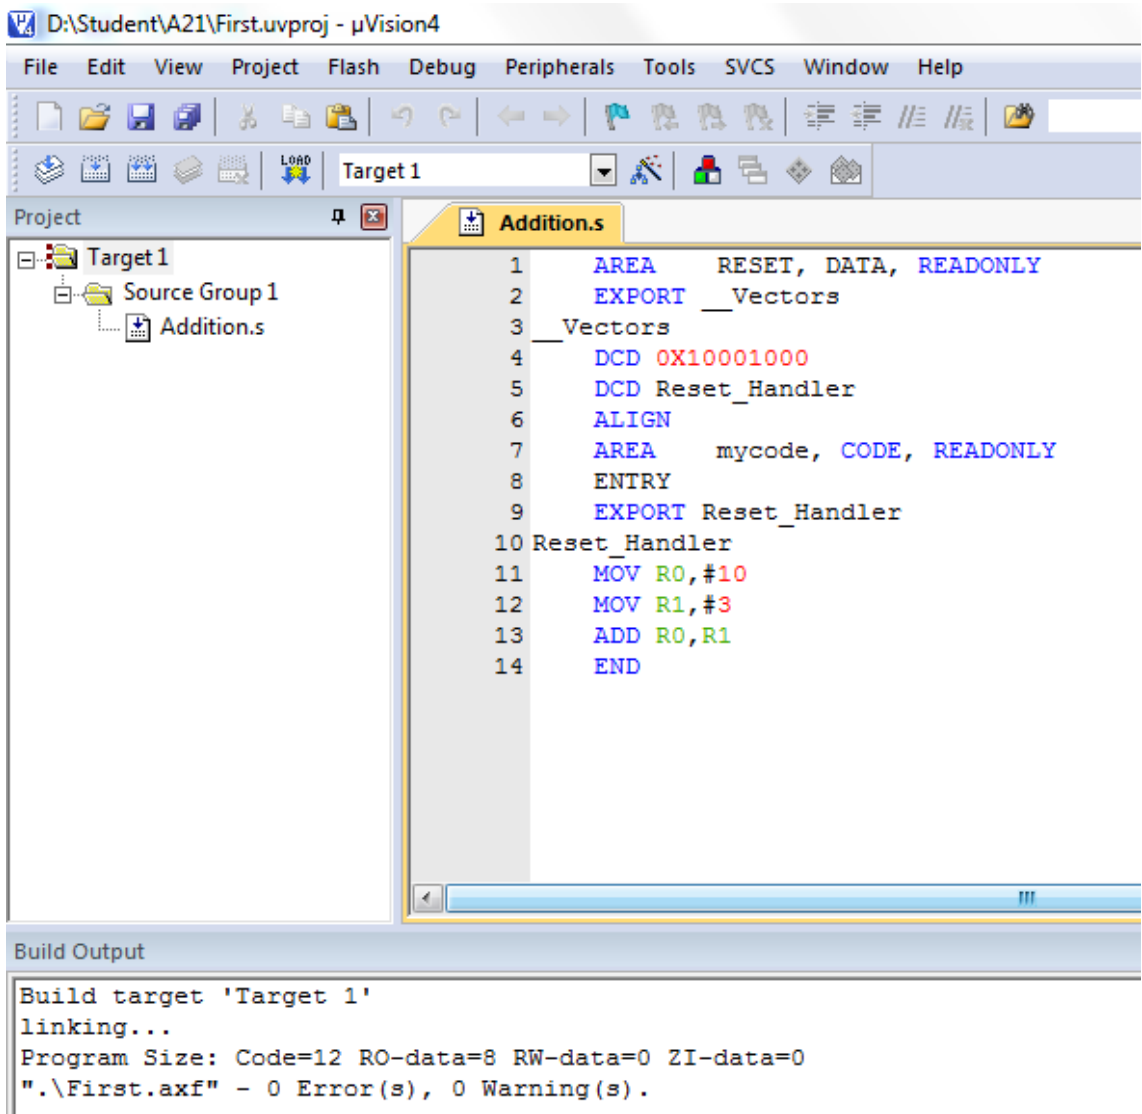 D:\Student\A21\First.uvproj - µVision4
File Edit View Project Flash Debug Peripherals Tools SVCS Window Help
LOAD Target 1
Project
Addition.s
Target 1
Source Group 1
Addition.s
1 AREA RESET, DATA, READONLY
2 EXPORT __Vectors
3 __Vectors
4 DCD 0X10001000
5 DCD Reset_Handler
6 ALIGN
7 AREA mycode, CODE, READONLY
8 ENTRY
9 EXPORT Reset_Handler
10 Reset_Handler
11 MOV R0,#10
12 MOV R1,#3
13 ADD R0,R1
14 END
Build Output
Build target 'Target 1'
linking...
Program Size: Code=12 RO-data=8 RW-data=0 ZI-data=0
".\First.axf" - 0 Error(s), 0 Warning(s).